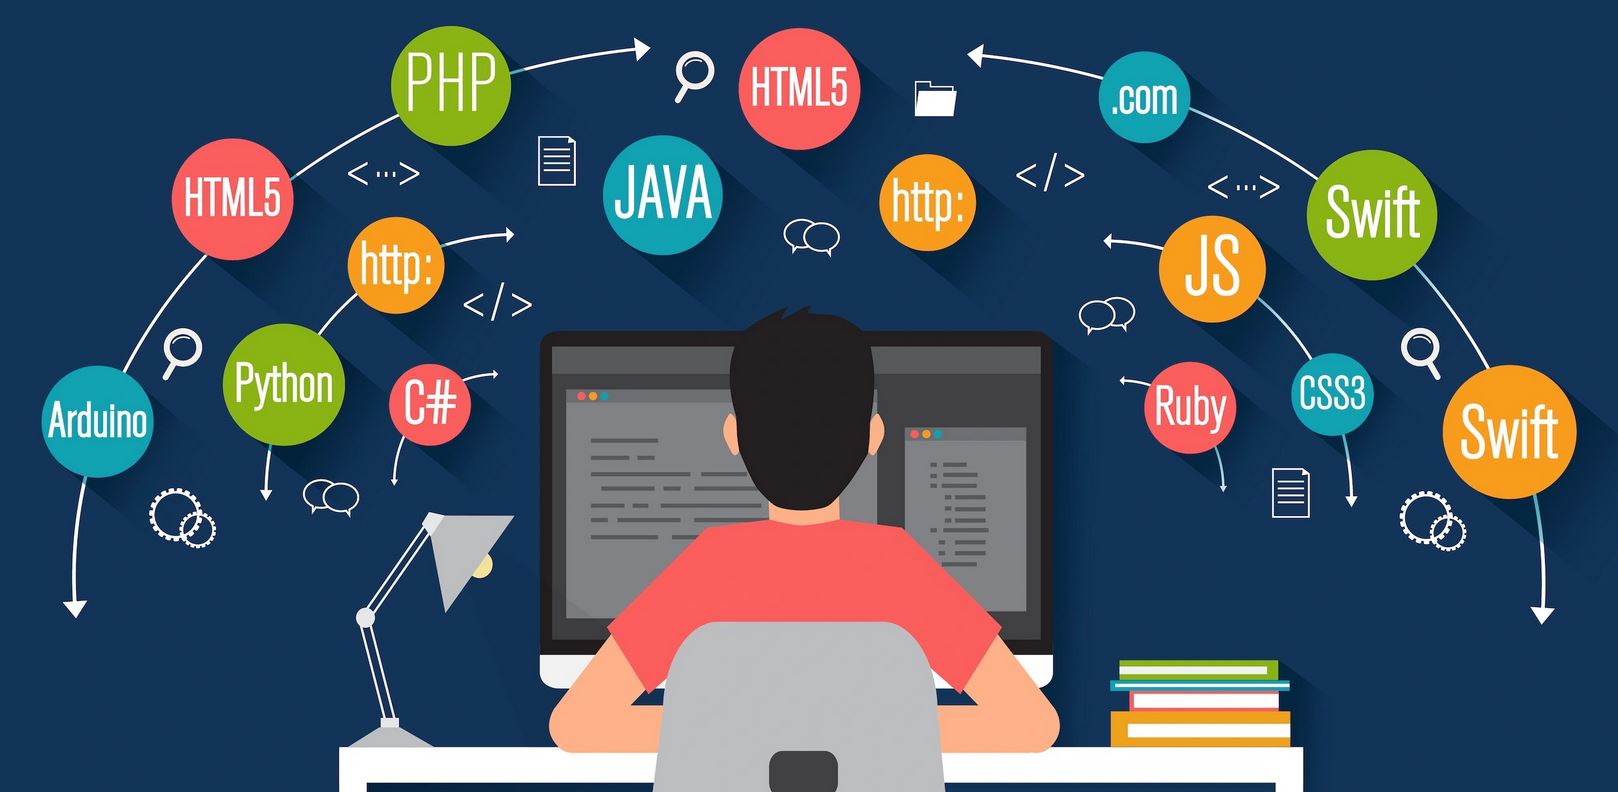 PHP
HTML5
.com
HTML5
JAVA
http:
Swift
http:
JS
Python
C#
Ruby
CSS3
Arduino
Swift
<...>
</>
<...>
</>